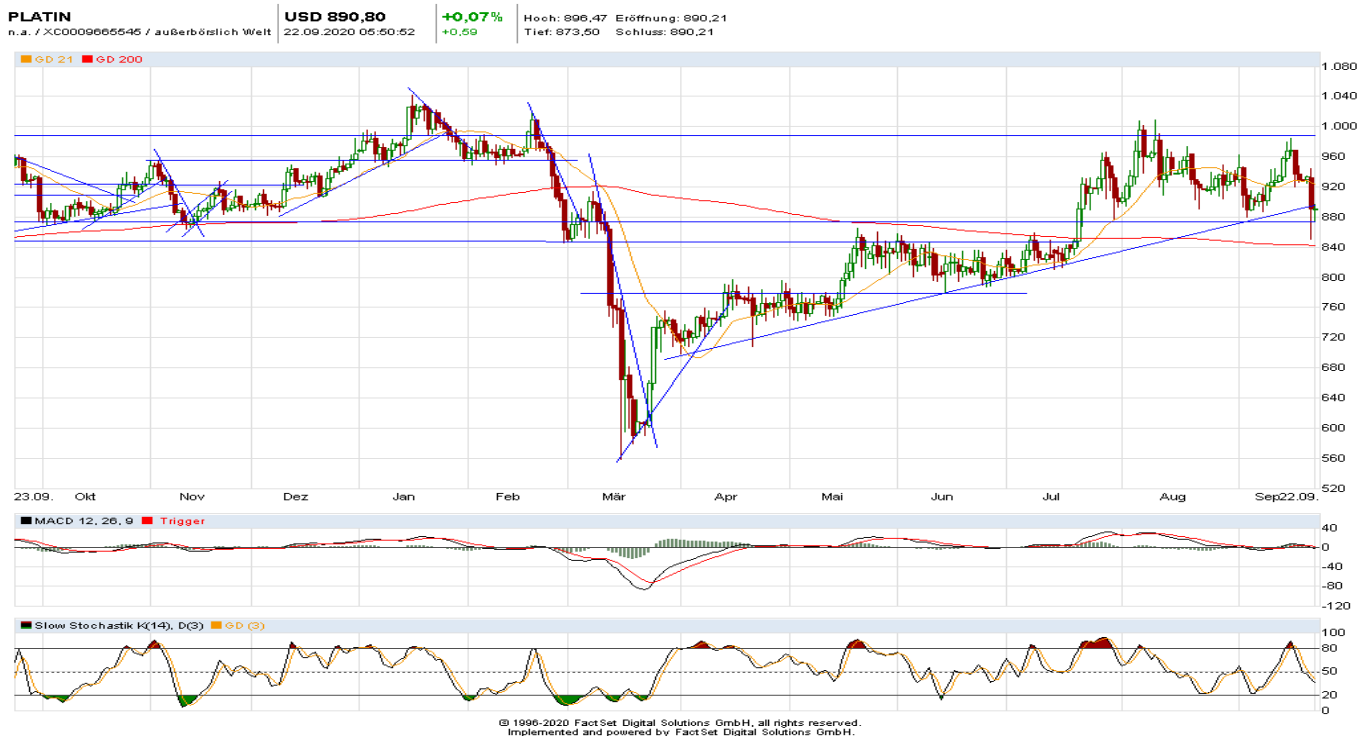 PLATIN
n.a. / XC0009665545 / außerbörslich Welt
USD 890,80
22.09.2020 05:50:52
+0,07%
+0,59
Hoch: 896,47 Eröffnung: 890,21
Tief: 873,50 Schluss: 890,21
GD 21 GD 200
1.080
1.040
1.000
960
920
880
840
800
760
720
680
640
600
560
520
23.09. Okt Nov Dez Jan Feb Mär Apr Mai Jun Jul Aug Sep22.09.
MACD 12, 26, 9 Trigger
40
0
-40
-80
-120
Slow Stochastik K(14), D(3) GD (3)
100
80
50
20
0
© 1996-2020 FactSet Digital Solutions GmbH, all rights reserved.
Implemented and powered by FactSet Digital Solutions GmbH.